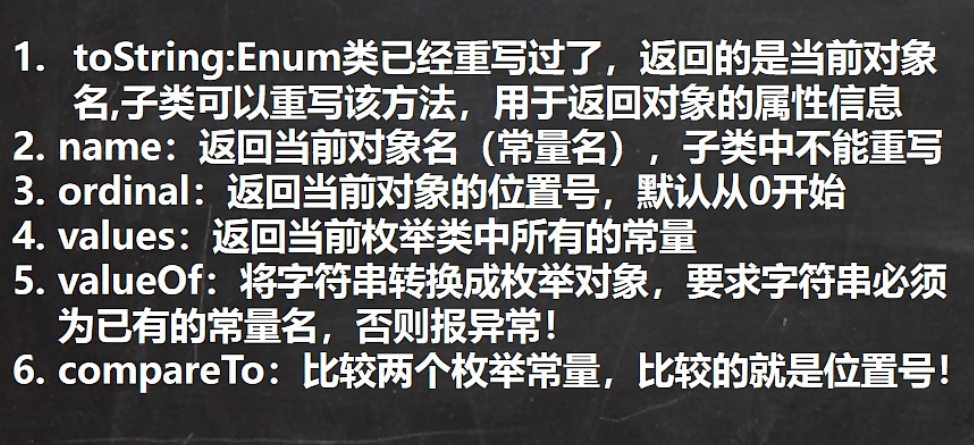 1. toString:Enum类已经重写过了，返回的是当前对象
名,子类可以重写该方法，用于返回对象的属性信息
2. name：返回当前对象名（常量名），子类中不能重写
3. ordinal：返回当前对象的位置号，默认从0开始
4. values：返回当前枚举类中所有的常量
5. valueOf：将字符串转换成枚举对象，要求字符串必须
为已有的常量名，否则报异常！
6. compareTo：比较两个枚举常量，比较的就是位置号！